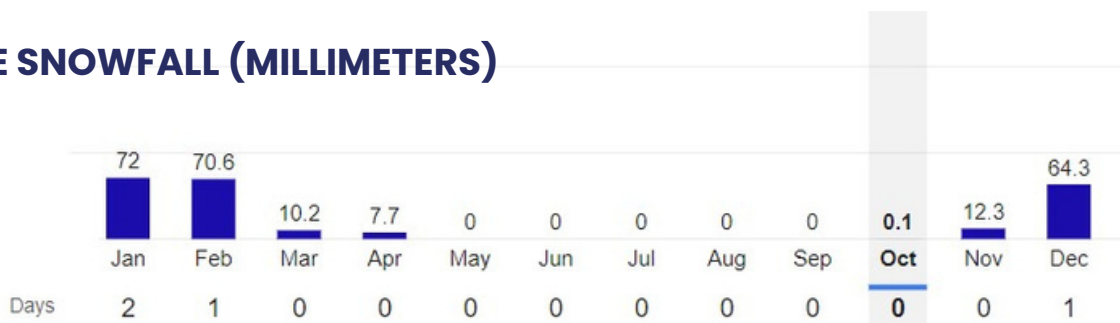 E SNOWFALL (MILLIMETERS)
72 70.6 10.2 7.7 0 0 0 0 0 0.1 12.3 64.3
Jan Feb Mar Apr May Jun Jul Aug Sep Oct Nov Dec
Days 2 1 0 0 0 0 0 0 0 0 0 1